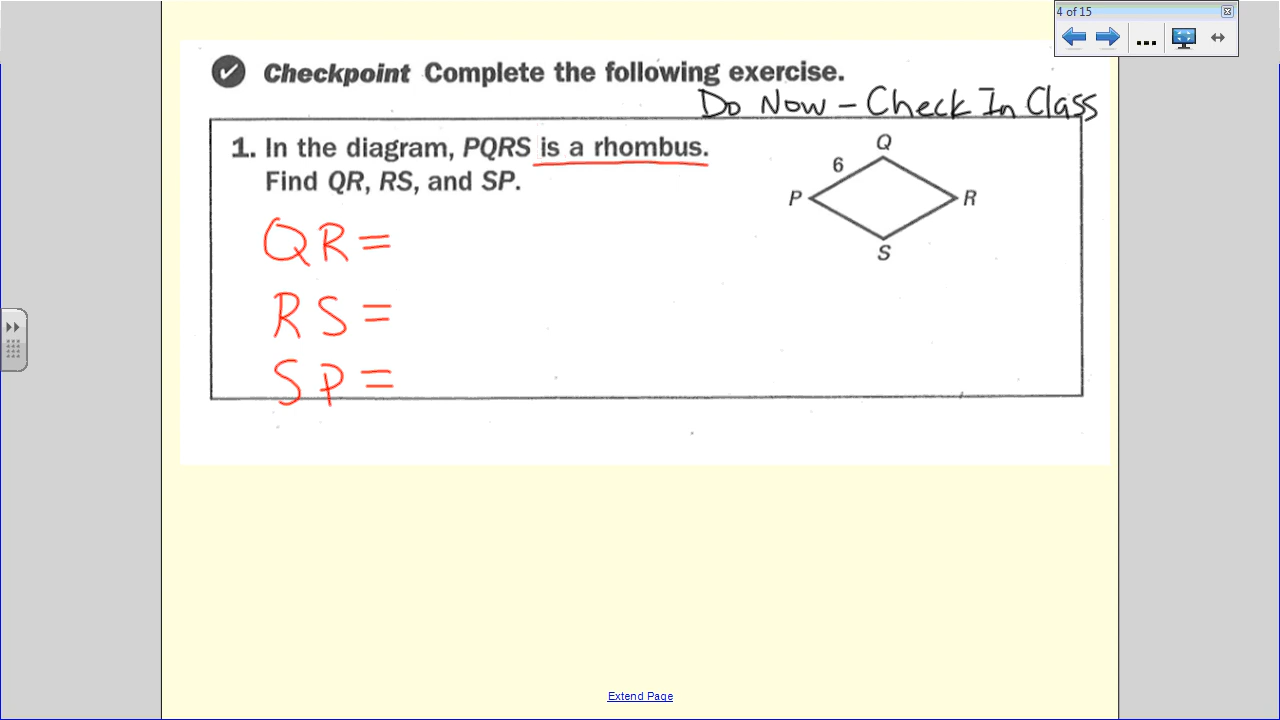 4 of 15
Checkpoint Complete the following exercise.
Do Now - Check In Class
1. In the diagram, PQRS is a rhombus.
Find QR, RS, and SP.
Q
6
P
R
S
QR =
RS =
SP =
Extend Page